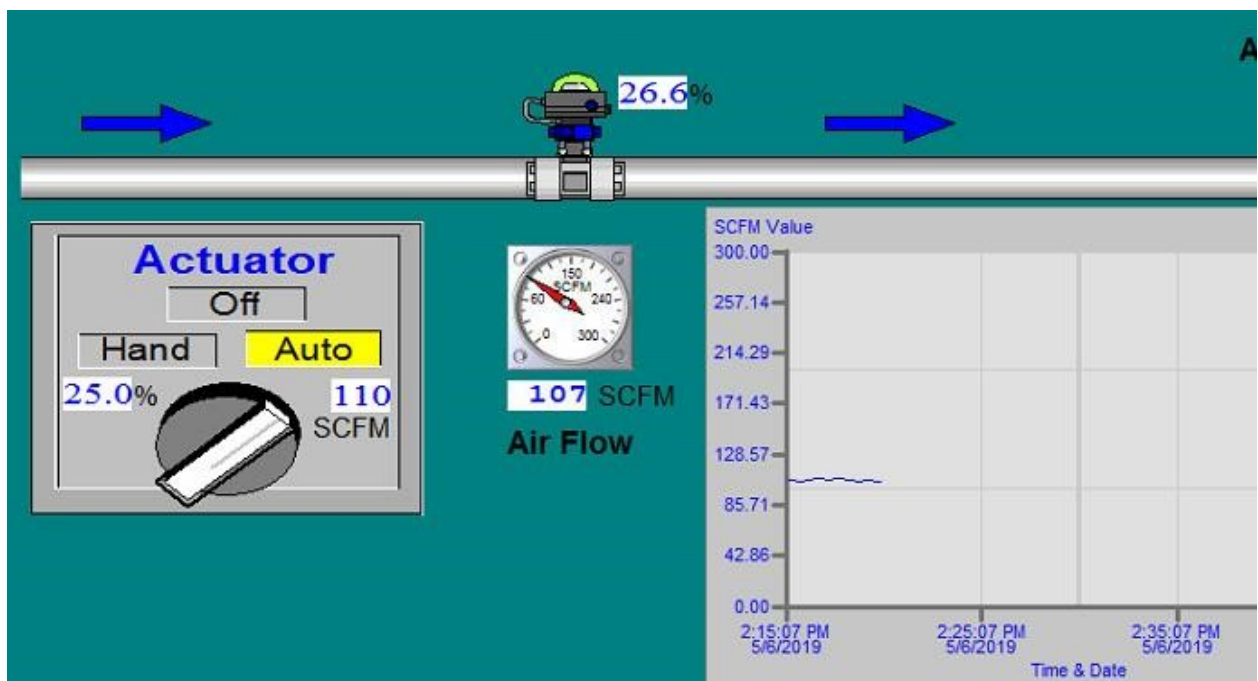 A
26.6%
Actuator
Off
Hand
Auto
25.0%
110
SCFM
150
SCFM
60
240
0
300
107 SCFM
Air Flow
SCFM Value
300.00
257.14
214.29
171.43
128.57
85.71
42.86
0.00
2:15:07 PM
5/6/2019
2:25:07 PM
5/6/2019
2:35:07 PM
5/6/2019
Time & Date